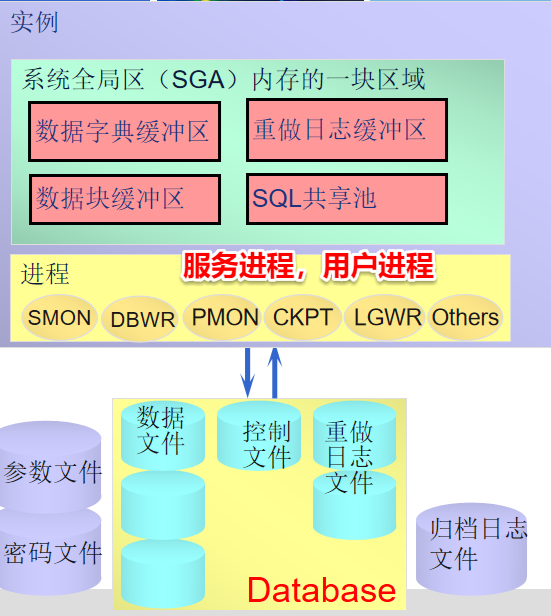 实例
系统全局区（SGA）内存的一块区域
数据字典缓冲区
重做日志缓冲区
数据块缓冲区
SQL共享池
服务进程，用户进程
进程
SMON
DBWR
PMON
CKPT
LGWR
Others
数据
文件
控制
文件
重做
日志
文件
参数文件
密码文件
归档日志
文件
Database